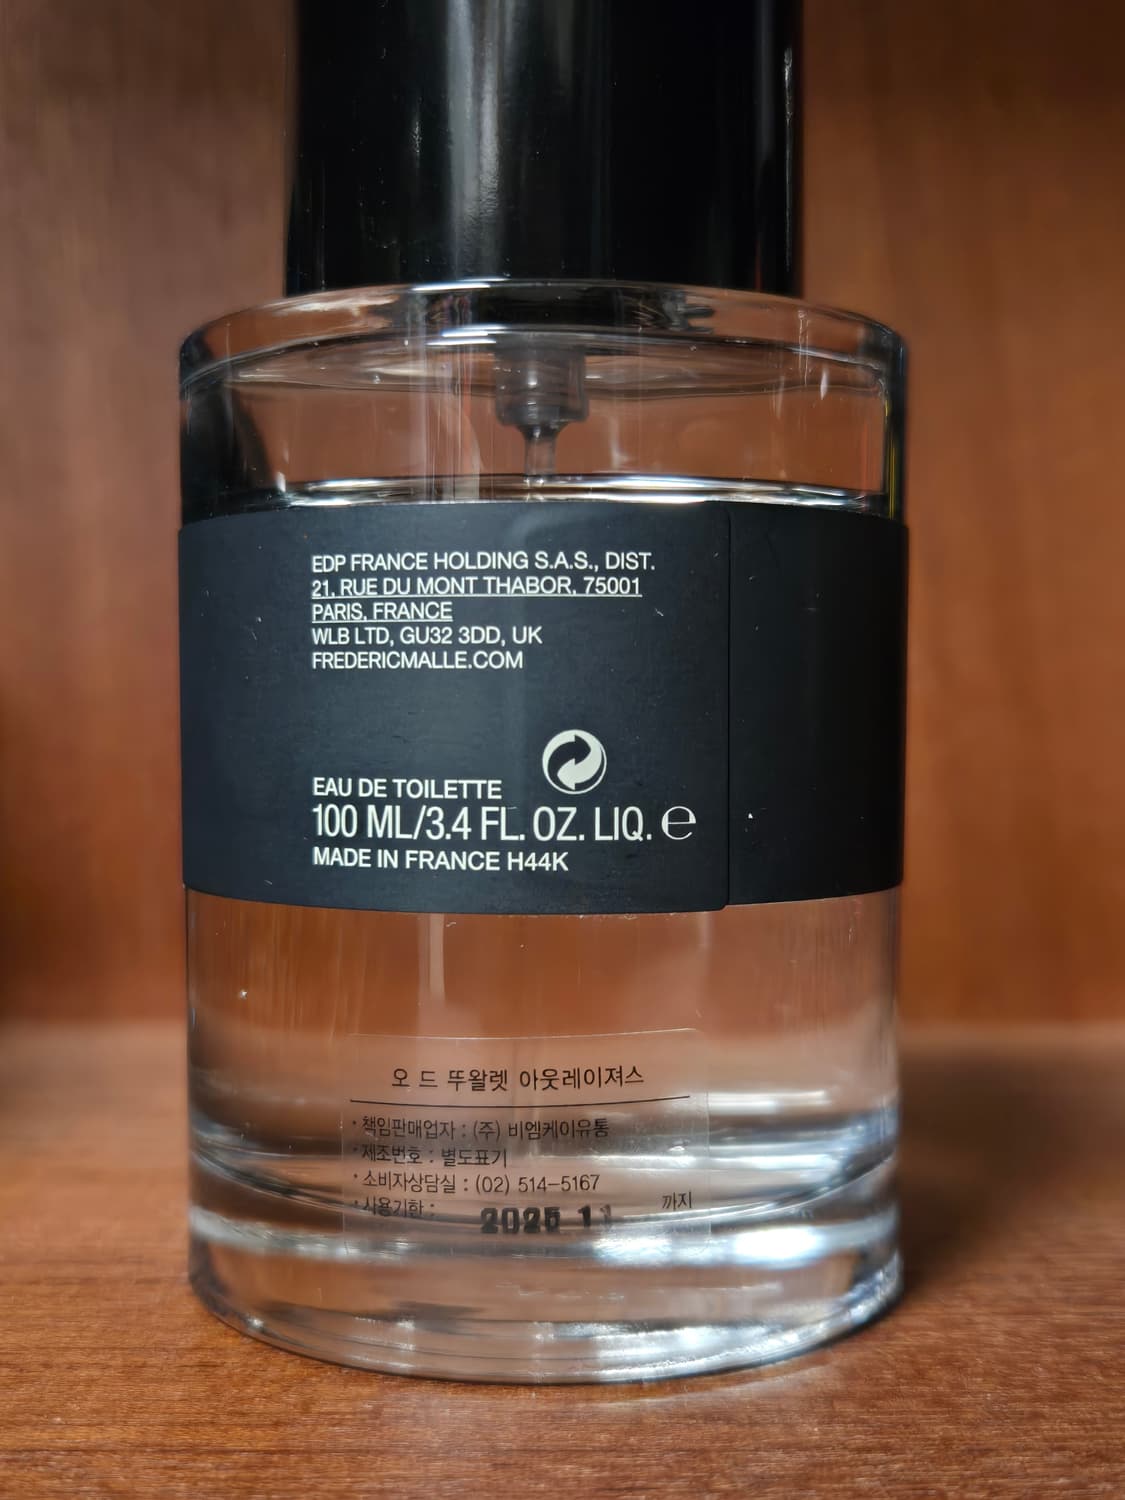 EDP FRANCE HOLDING S.A.S., DIST.
21, RUE DU MONT THABOR, 75001
PARIS, FRANCE
WLB LTD, GU32 3DD, UK
FREDERICMALLE.COM
EAU DE TOILETTE
100 ML/3.4 FL. OZ. LIQ. ℮
MADE IN FRANCE H44K
오 드 뚜왈렛 아웃레이져스
· 책임판매업자 : (주) 비엠케이유통
· 제조번호 : 별도표기
· 소비자상담실 : (02) 514-5167
· 사용기한 : 2025 11 까지